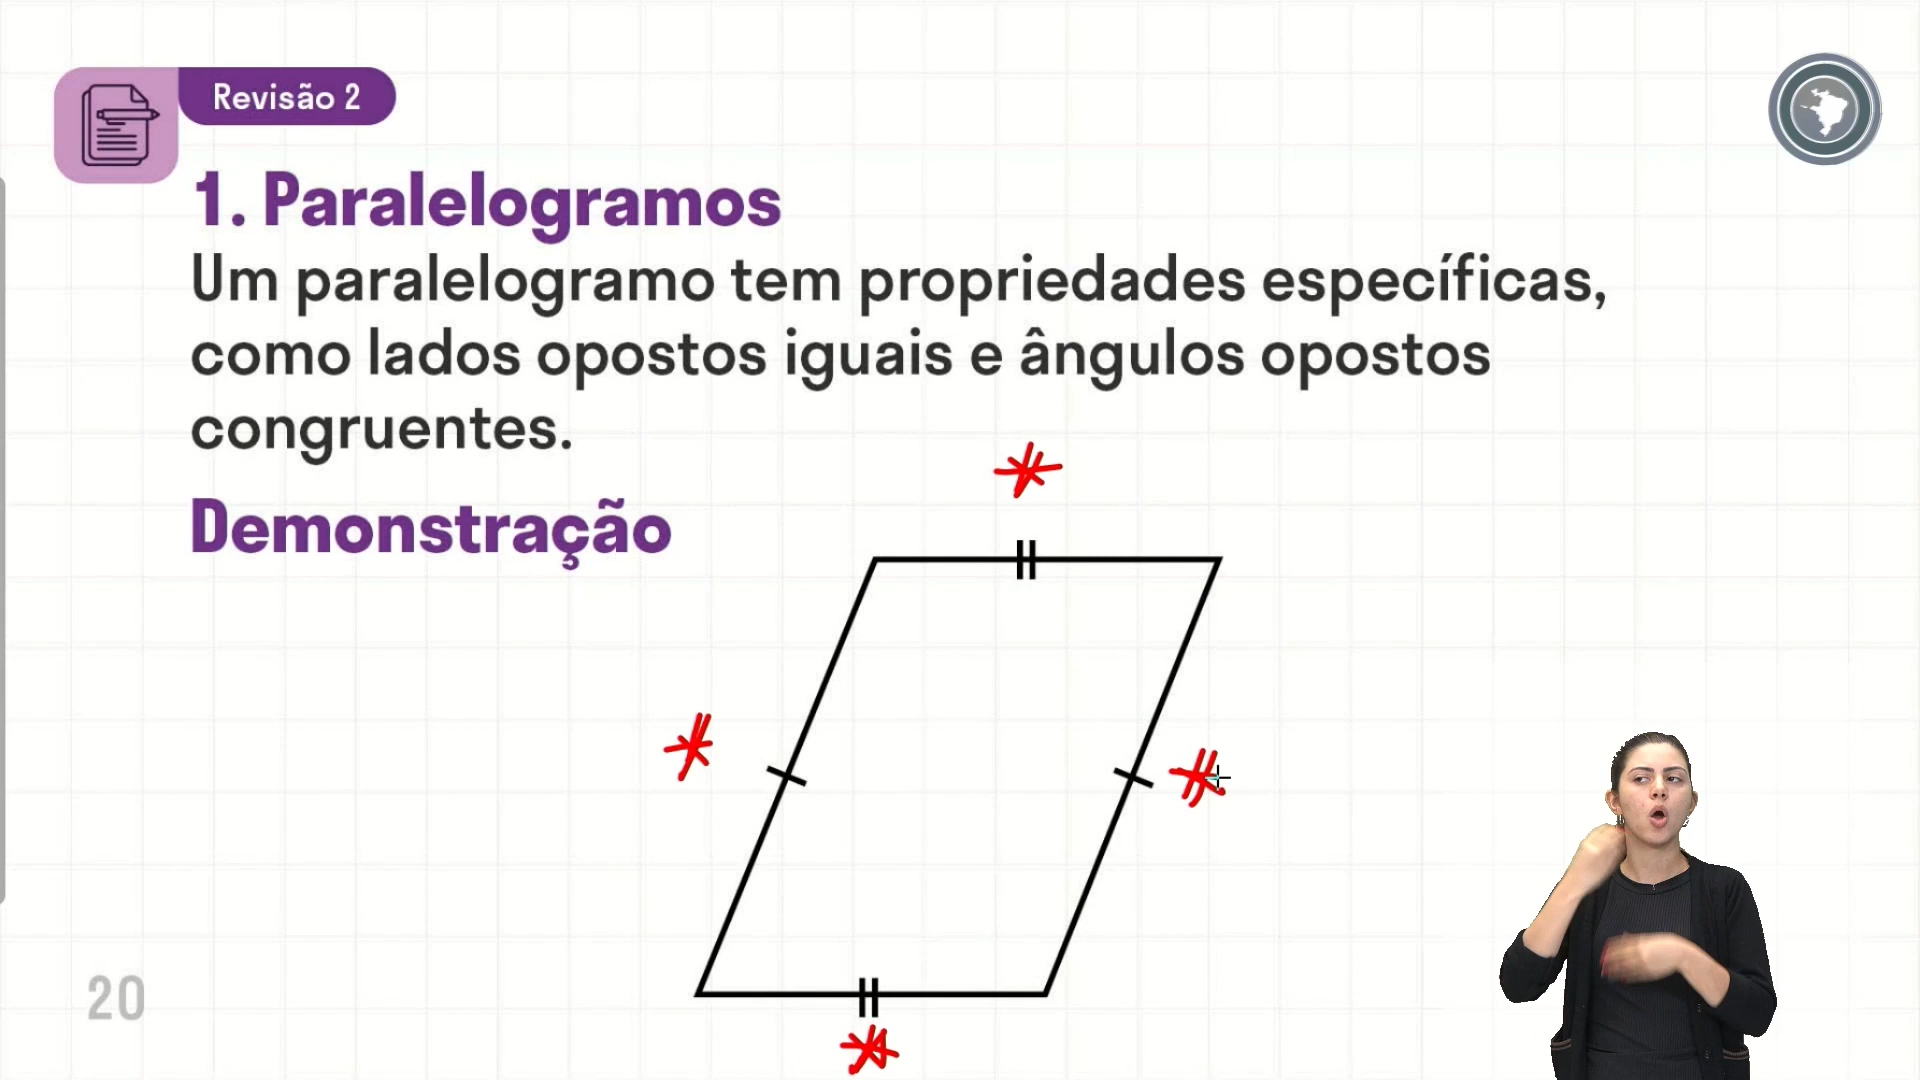 Revisão 2
1. Paralelogramos
Um paralelogramo tem propriedades específicas,
como lados opostos iguais e ângulos opostos
congruentes.
Demonstração
20